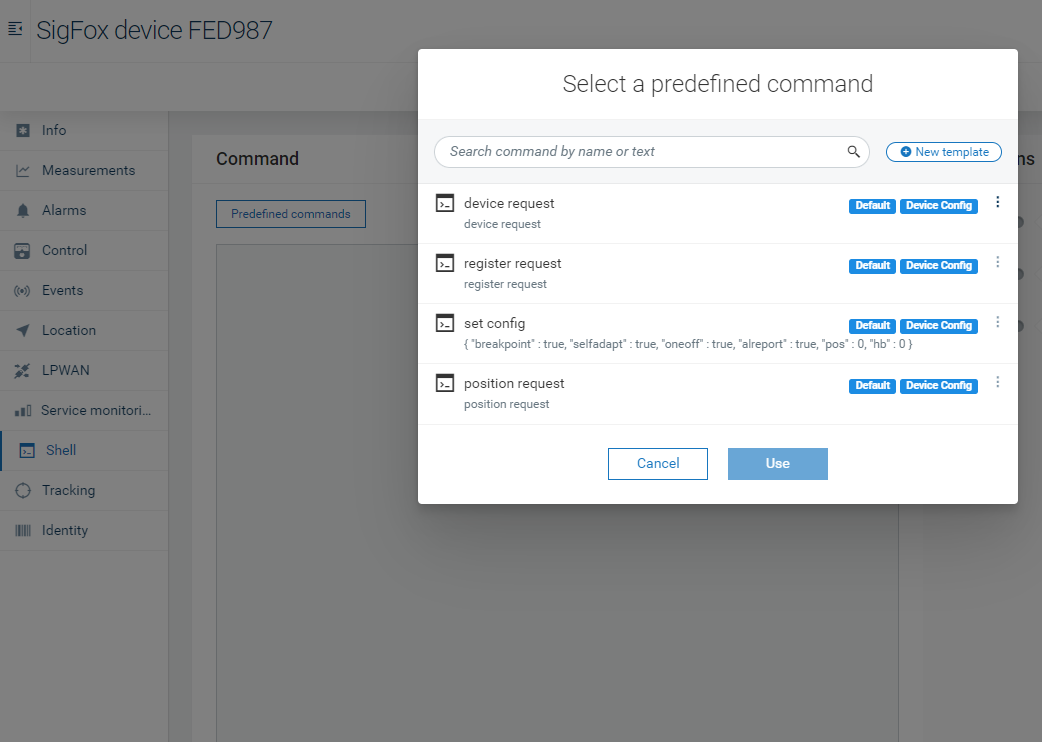 SigFox device FED987
Info
Measurements
Alarms
Control
Events
Location
LPWAN
Service monitori...
Shell
Tracking
Identity
Command
Predefined commands
ns
Select a predefined command
Search command by name or text
New template
device request
device request
Default Device Config
register request
register request
Default Device Config
set config
{ "breakpoint" : true, "selfadapt" : true, "oneoff" : true, "alreport" : true, "pos" : 0, "hb" : 0 }
Default Device Config
position request
position request
Default Device Config
Cancel
Use